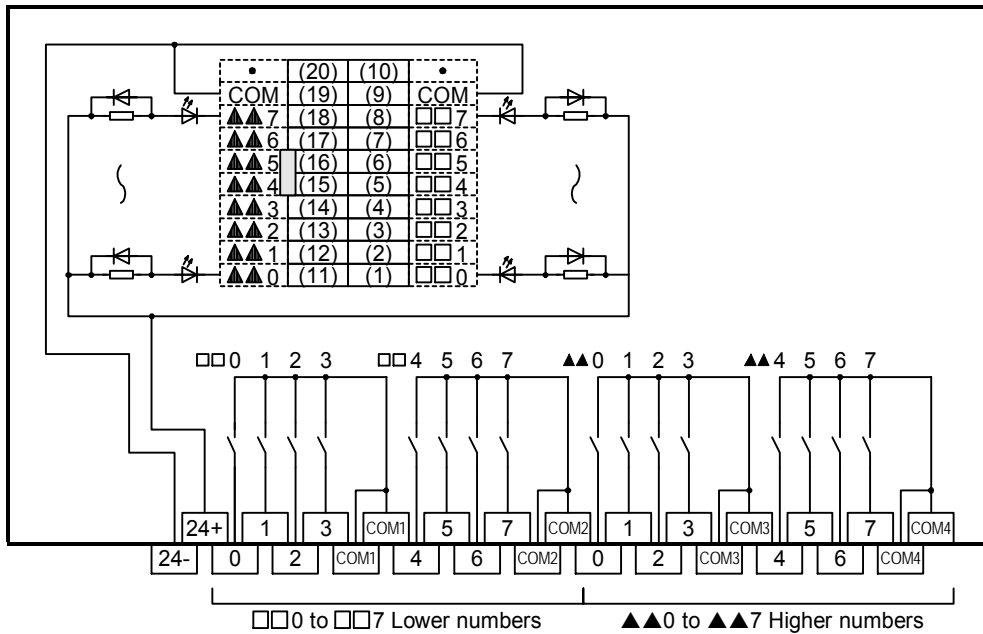 • (20) (10) •
COM (19) (9) COM
▲▲7 (18) (8) □□7
▲▲6 (17) (7) □□6
▲▲5 (16) (6) □□5
▲▲4 (15) (5) □□4
▲▲3 (14) (4) □□3
▲▲2 (13) (3) □□2
▲▲1 (12) (2) □□1
▲▲0 (11) (1) □□0
□□0 1 2 3 □□4 5 6 7 ▲▲0 1 2 3 ▲▲4 5 6 7
24+ 1 3 COM1 5 7 COM2 1 3 COM3 5 7 COM4
24- 0 2 COM1 4 6 COM2 0 2 COM3 4 6 COM4
□□0 to □□7 Lower numbers ▲▲0 to ▲▲7 Higher numbers